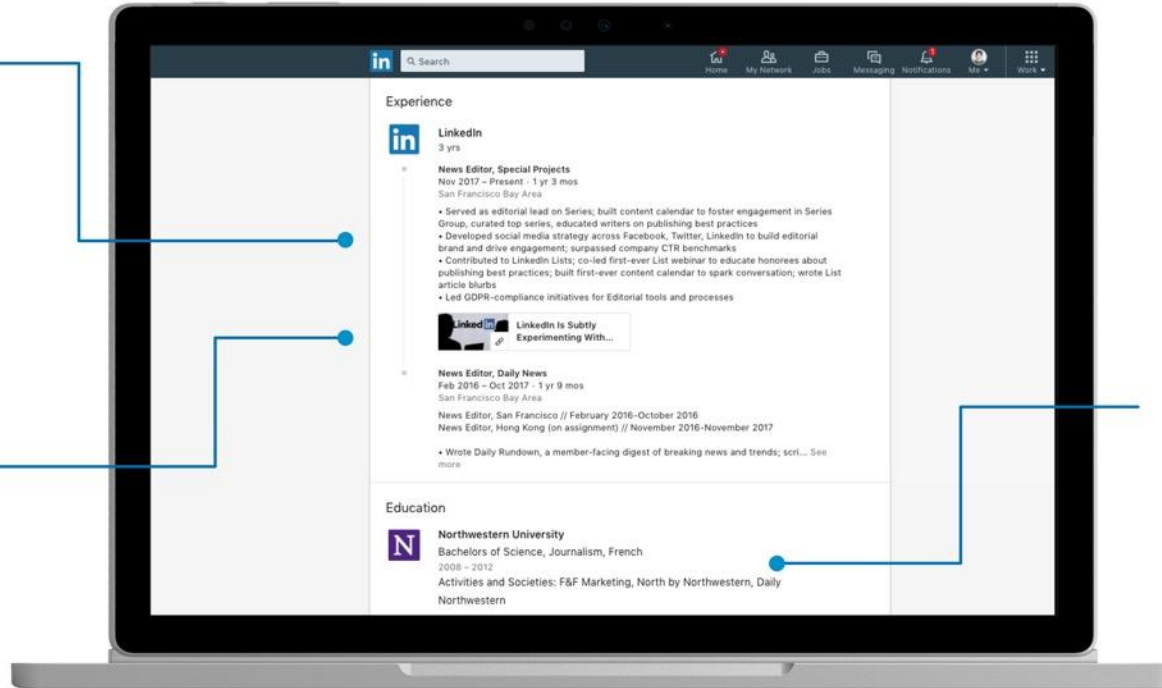 in
Search
Home
My Network
Jobs
Messaging
1
Notifications
Me
Work
Experience
in
LinkedIn
3 yrs
News Editor, Special Projects
Nov 2017 – Present · 1 yr 3 mos
San Francisco Bay Area
• Served as editorial lead on Series; built content calendar to foster engagement in Series
Group, curated top series, educated writers on publishing best practices
• Developed social media strategy across Facebook, Twitter, LinkedIn to build editorial
brand and drive engagement; surpassed company CTR benchmarks
• Contributed to LinkedIn Lists; co-led first-ever List webinar to educate honorees about
publishing best practices; built first-ever content calendar to spark conversation; wrote List
article blurbs
• Led GDPR-compliance initiatives for Editorial tools and processes
Linked in
LinkedIn Is Subtly
Experimenting With...
News Editor, Daily News
Feb 2016 – Oct 2017 · 1 yr 9 mos
San Francisco Bay Area
News Editor, San Francisco // February 2016-October 2016
News Editor, Hong Kong (on assignment) // November 2016-November 2017
• Wrote Daily Rundown, a member-facing digest of breaking news and trends; scri... See
more
Education
N
Northwestern University
Bachelors of Science, Journalism, French
2008 – 2012
Activities and Societies: F&F Marketing, North by Northwestern, Daily
Northwestern